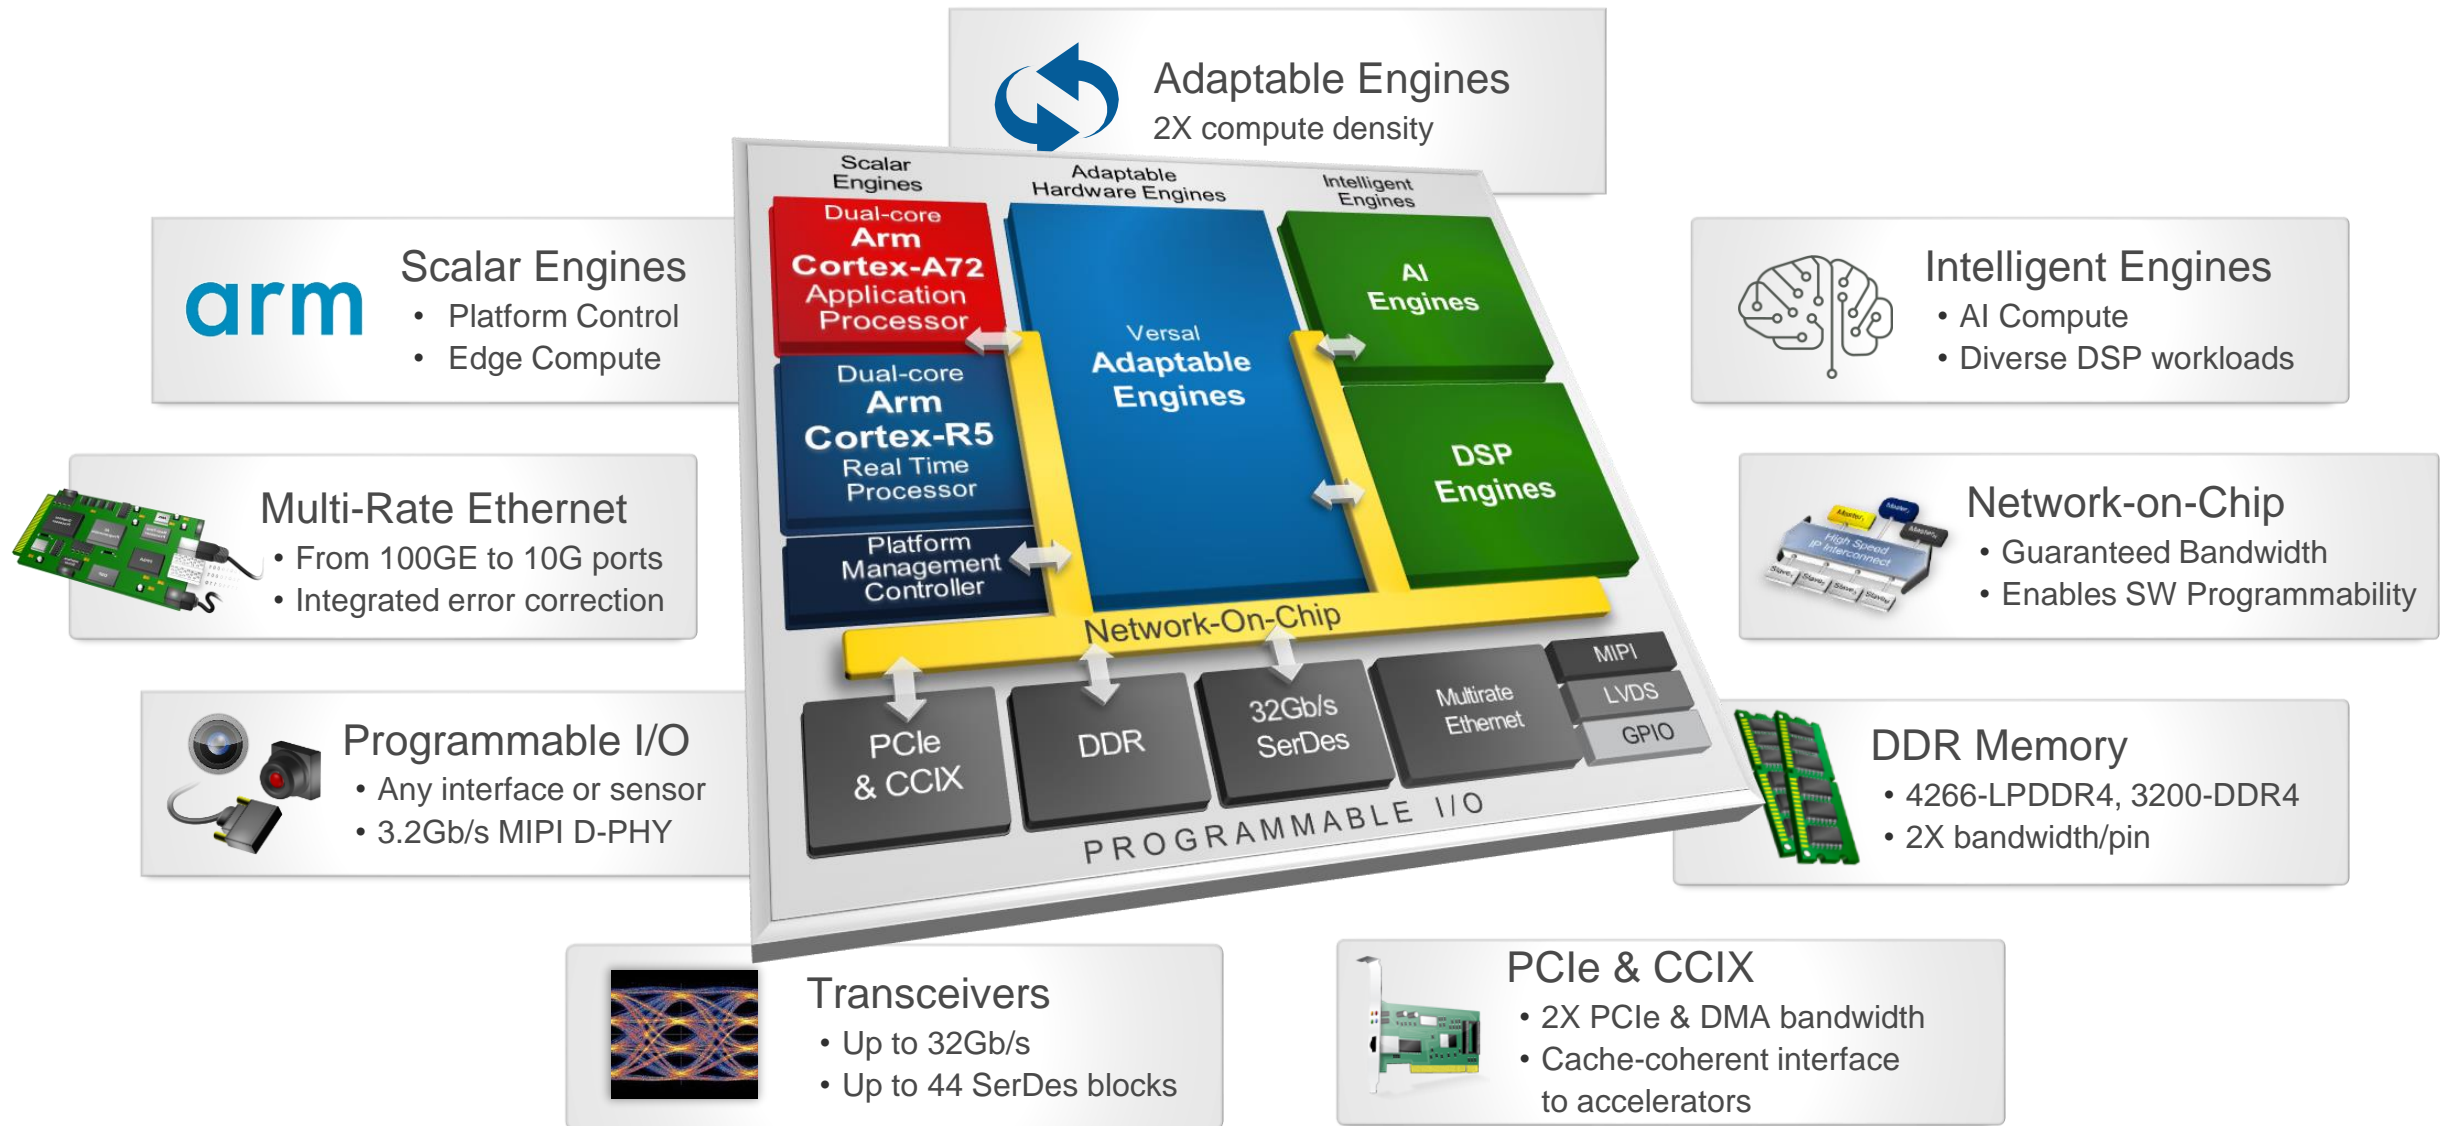 Adaptable Engines
2X compute density
arm
Scalar Engines
• Platform Control
• Edge Compute
Multi-Rate Ethernet
• From 100GE to 10G ports
• Integrated error correction
Programmable I/O
• Any interface or sensor
• 3.2Gb/s MIPI D-PHY
Scalar
Engines
Adaptable
Hardware Engines
Intelligent
Engines
Dual-core
Arm
Cortex-A72
Application
Processor
Dual-core
Arm
Cortex-R5
Real Time
Processor
Platform
Management
Controller
Versal
Adaptable
Engines
AI
Engines
DSP
Engines
Network-On-Chip
PCIe
& CCIX
DDR
32Gb/s
SerDes
Multirate
Ethernet
MIPI
LVDS
GPIO
PROGRAMMABLE I/O
Intelligent Engines
• AI Compute
• Diverse DSP workloads
High Speed
IP Interconnect
Network-on-Chip
• Guaranteed Bandwidth
• Enables SW Programmability
DDR Memory
• 4266-LPDDR4, 3200-DDR4
• 2X bandwidth/pin
Transceivers
• Up to 32Gb/s
• Up to 44 SerDes blocks
PCIe & CCIX
• 2X PCIe & DMA bandwidth
• Cache-coherent interface
to accelerators